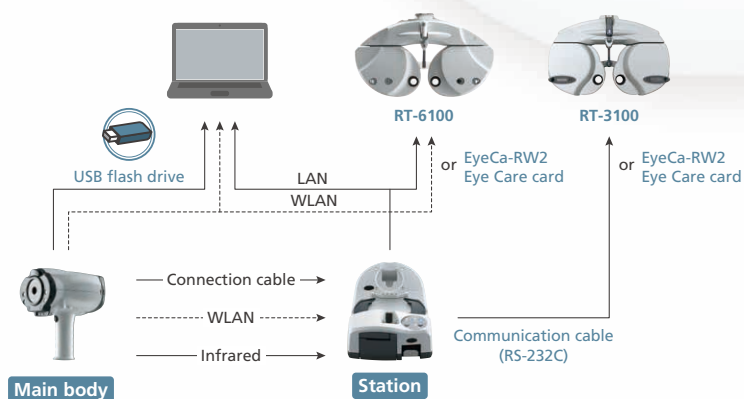 RT-6100
RT-3100
or
EyeCa-RW2
Eye Care card
or
EyeCa-RW2
Eye Care card
USB flash drive
LAN
WLAN
Connection cable
WLAN
Infrared
Communication cable
(RS-232C)
Main body
Station